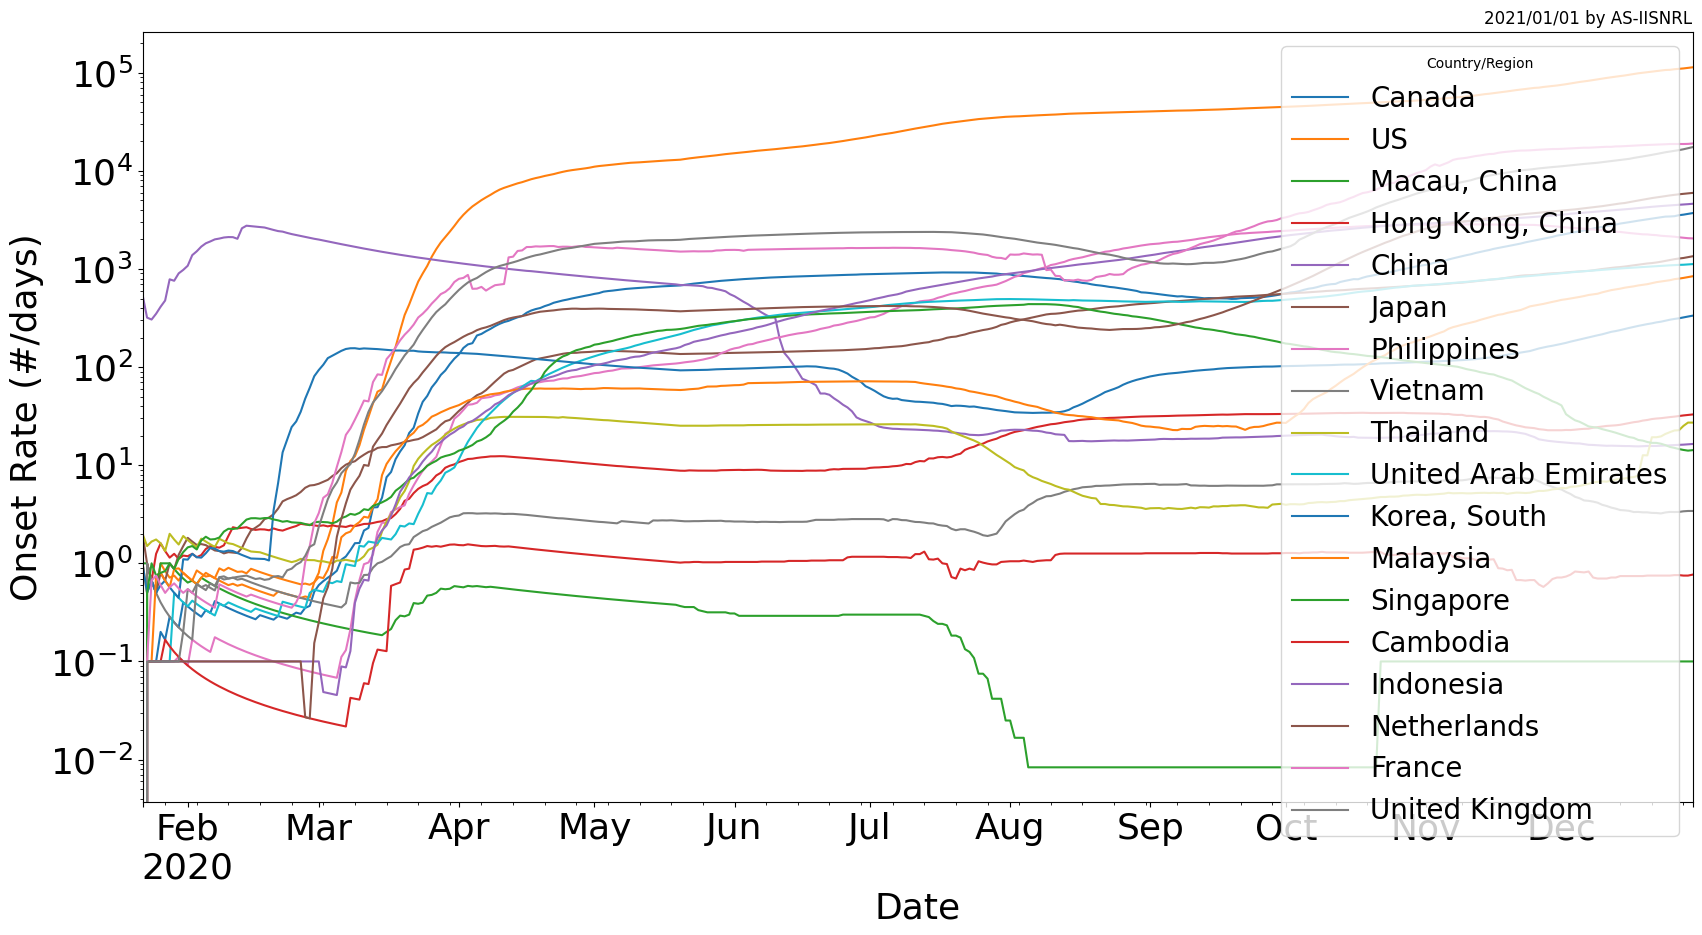 2021/01/01 by AS-IISNRL
Onset Rate (#/days)
10^5
10^4
10^3
10^2
10^1
10^0
10^−1
10^−2
Country/Region
Canada
US
Macau, China
Hong Kong, China
China
Japan
Philippines
Vietnam
Thailand
United Arab Emirates
Korea, South
Malaysia
Singapore
Cambodia
Indonesia
Netherlands
France
United Kingdom
Feb Mar Apr May Jun Jul Aug Sep Oct Nov Dec
2020
Date